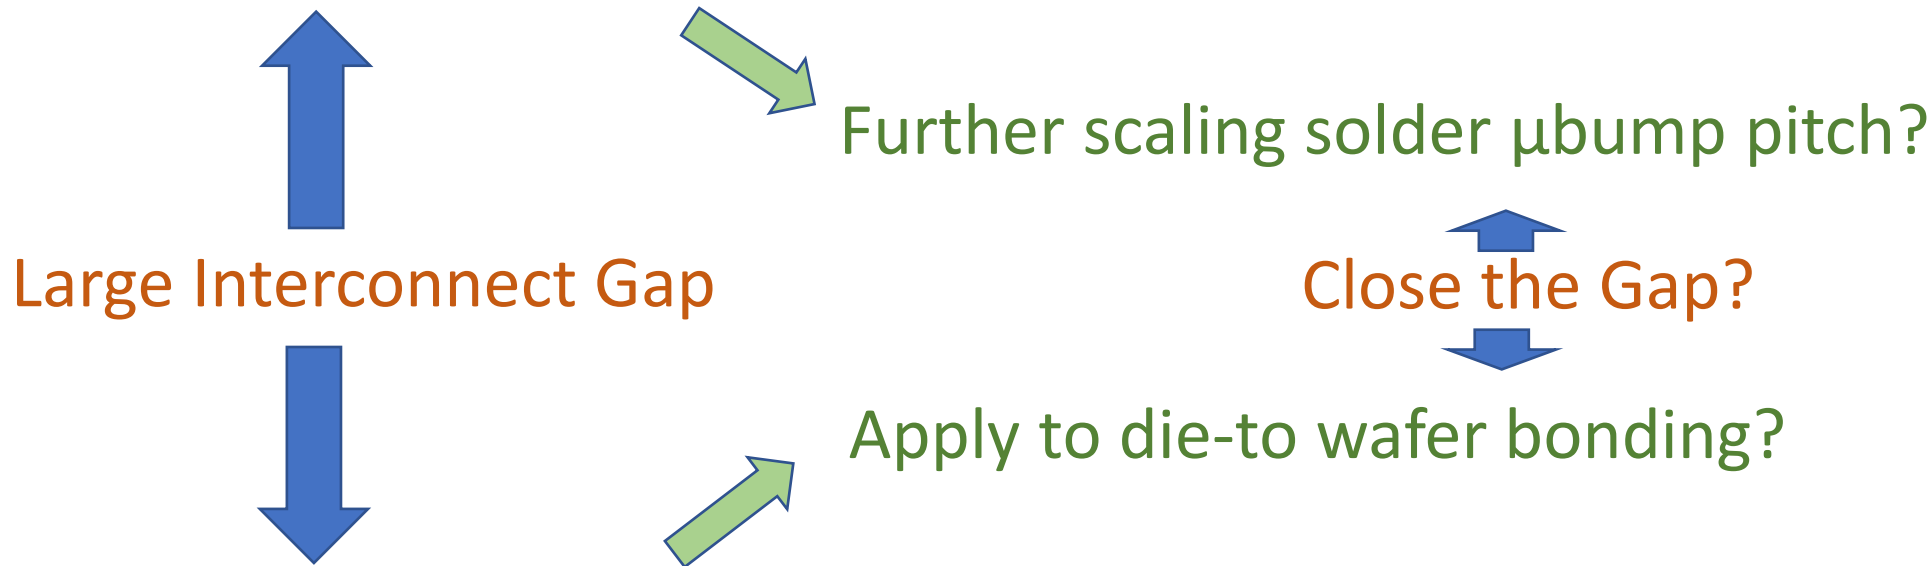 Further scaling solder µbump pitch?
Large Interconnect Gap
Close the Gap?
Apply to die-to wafer bonding?